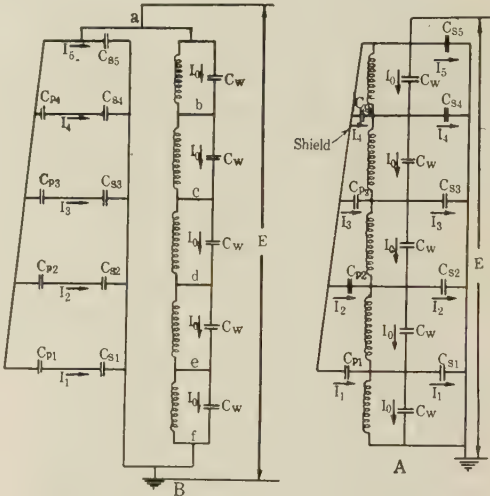 a
I5 Cs5
I0 Cw
E
b
Cp4 Cs4
I4
I0 Cw
c
Cp3 Cs3
I3
I0 Cw
d
Cp2 Cs2
I2
I0 Cw
e
Cp1 Cs1
I1
I0 Cw
f
B
Cs5
I5
I0 Cw
Cs4
I4 I4
Shield
I0 Cw
Cp3 Cs3
I3 I3
E
I0 Cw
Cp2 Cs2
I2 I2
I0 Cw
Cp1 Cs1
I1 I1
I0 Cw
A